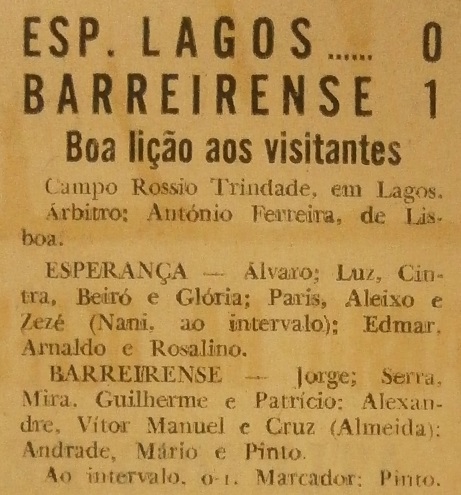 ESP. LAGOS ...... 0
BARREIRENSE 1
Boa lição aos visitantes
Campo Rossio Trindade, em Lagos.
Árbitro: António Ferreira, de Lis-
boa.
ESPERANÇA — Álvaro; Luz, Cin-
tra, Beiró e Glória; Paris, Aleixo e
Zezé (Nani, ao intervalo); Edmar,
Arnaldo e Rosalino.
BARREIRENSE — Jorge; Serra,
Mira, Guilherme e Patrício; Alexan-
dre, Vítor Manuel e Cruz (Almeida);
Andrade, Mário e Pinto.
Ao intervalo, 0-1. Marcador: Pinto.